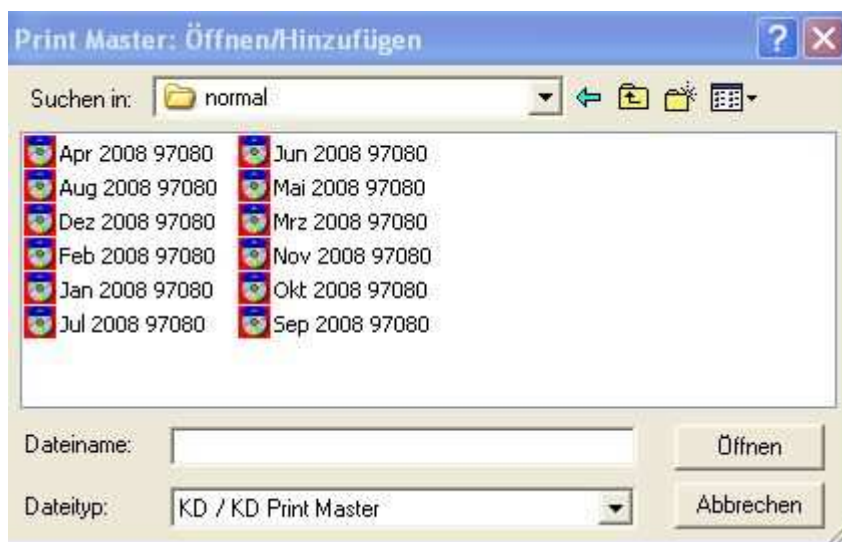 Print Master: Öffnen/Hinzufügen
Suchen in: normal
Apr 2008 97080
Aug 2008 97080
Dez 2008 97080
Feb 2008 97080
Jan 2008 97080
Jul 2008 97080
Jun 2008 97080
Mai 2008 97080
Mrz 2008 97080
Nov 2008 97080
Okt 2008 97080
Sep 2008 97080
Dateiname:
Öffnen
Dateityp: KD / KD Print Master
Abbrechen